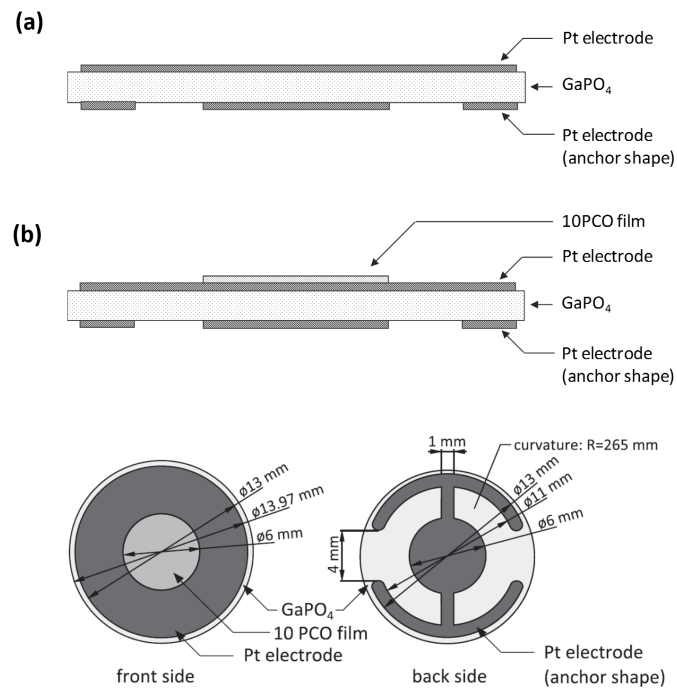 (a)
Pt electrode
GaPO4
Pt electrode
(anchor shape)
(b)
10PCO film
Pt electrode
GaPO4
Pt electrode
(anchor shape)
1 mm
curvature: R=265 mm
ø13 mm
ø13.97 mm
ø6 mm
ø13 mm
ø11 mm
ø6 mm
4 mm
GaPO4
10 PCO film
Pt electrode
Pt electrode
(anchor shape)
front side
back side